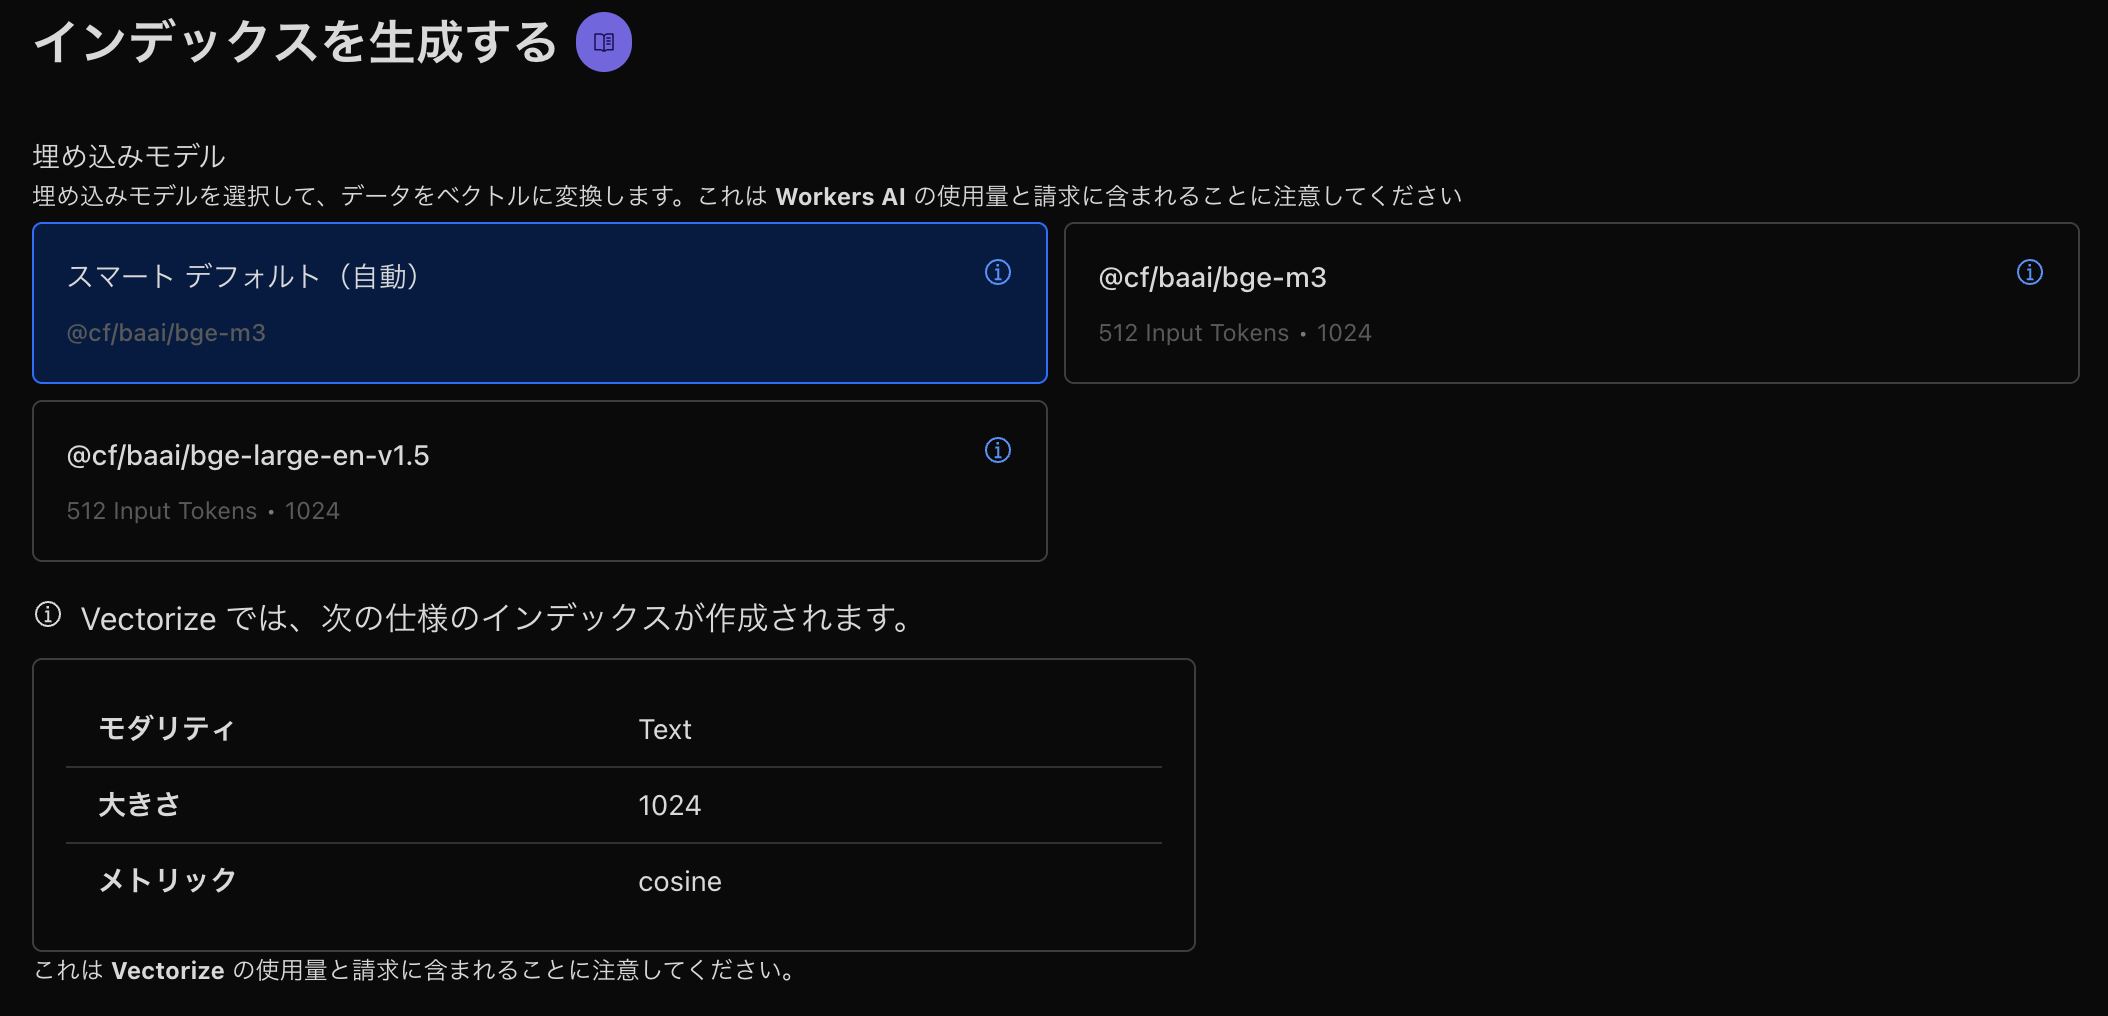 インデックスを生成する
埋め込みモデル
埋め込みモデルを選択して、データをベクトルに変換します。これは Workers AI の使用量と請求に含まれることに注意してください
スマート デフォルト（自動）
@cf/baai/bge-m3
@cf/baai/bge-m3
512 Input Tokens • 1024
@cf/baai/bge-large-en-v1.5
512 Input Tokens • 1024
Vectorize では、次の仕様のインデックスが作成されます。
モダリティ Text
大きさ 1024
メトリック cosine
これは Vectorize の使用量と請求に含まれることに注意してください。